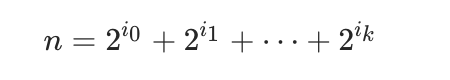 n = 2^{i0} + 2^{i1} + ··· + 2^{ik}